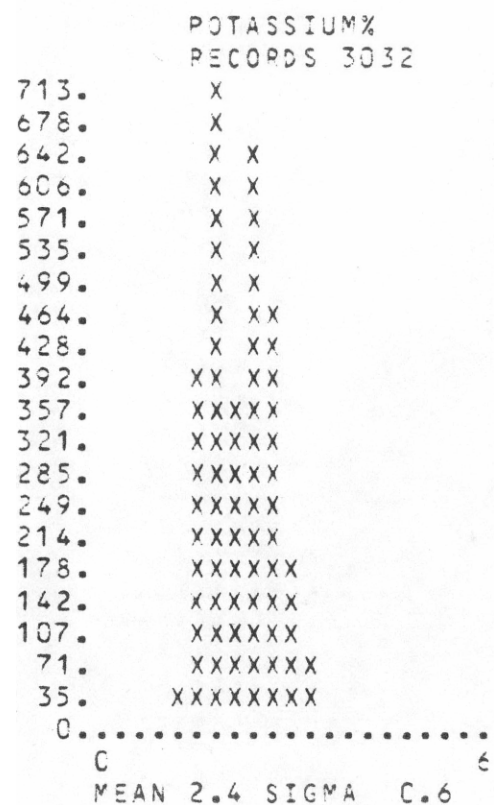 POTASSIUM%
RECORDS 3032
713. X
678. X
642. X X
606. X X
571. X X
535. X X
499. X X
464. X XX
428. X XX
392. XX XX
357. XXXXX
321. XXXXX
285. XXXXX
249. XXXXX
214. XXXXX
178. XXXXXX
142. XXXXXX
107. XXXXXX
71. XXXXXXX
35. XXXXXXXX
0.....................
0 6
MEAN 2.4 SIGMA 0.6